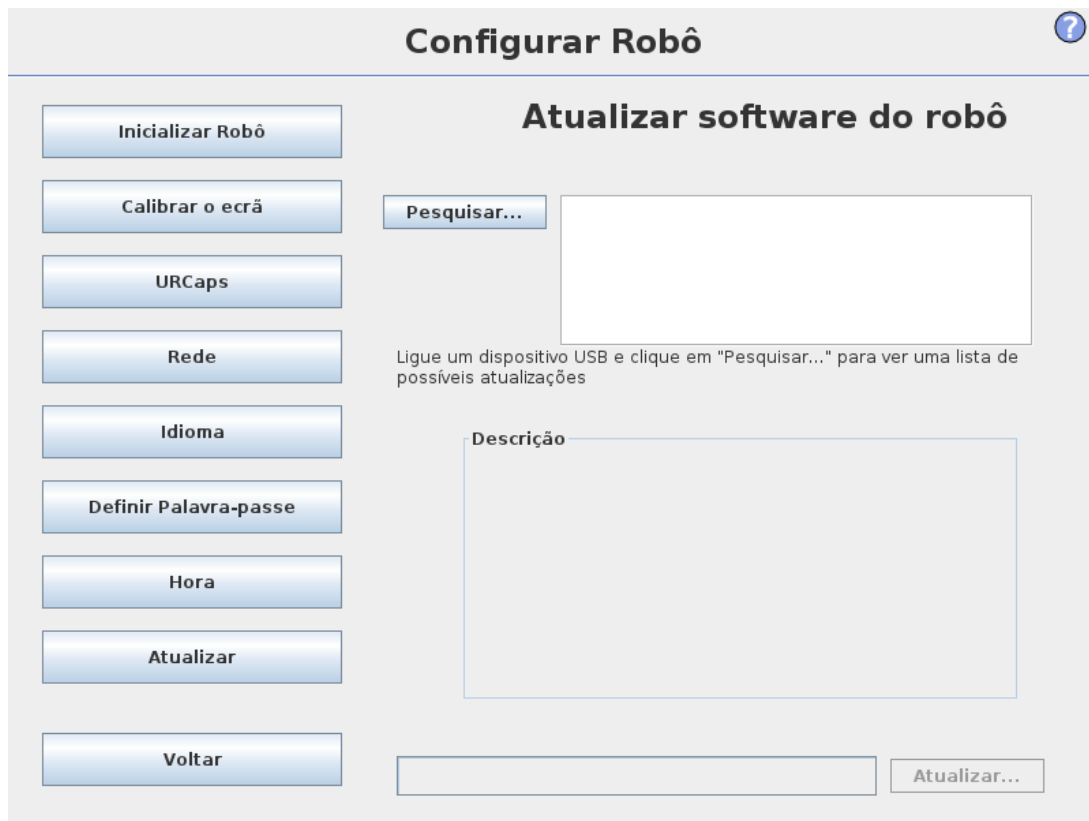 Configurar Robô
?
Inicializar Robô
Calibrar o ecrã
URCaps
Rede
Idioma
Definir Palavra-passe
Hora
Atualizar
Voltar
Atualizar software do robô
Pesquisar...
Ligue um dispositivo USB e clique em "Pesquisar..." para ver uma lista de
possíveis atualizações
Descrição
Atualizar...